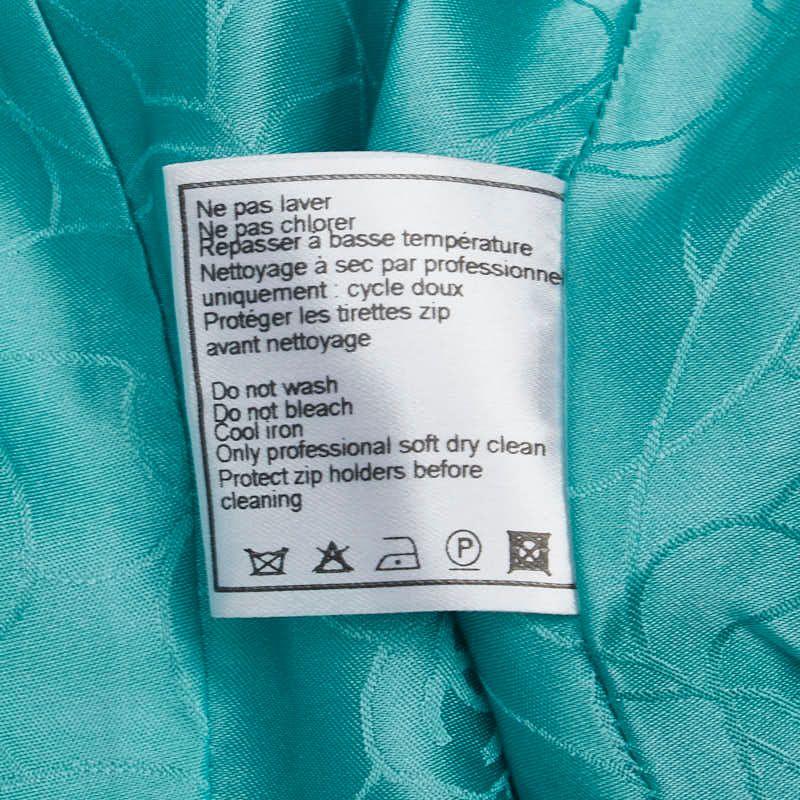 Ne pas laver
Ne pas chlorer
Repasser à basse température
Nettoyage à sec par professionnel
uniquement : cycle doux
Protéger les tirettes zip
avant nettoyage
Do not wash
Do not bleach
Cool iron
Only professional soft dry clean
Protect zip holders before
cleaning
P